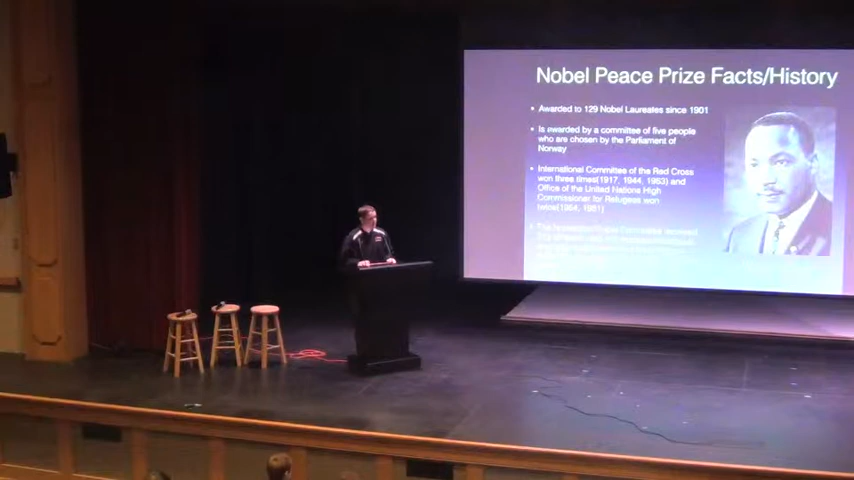 Nobel Peace Prize Facts/History
• Awarded to 129 Nobel Laureates since 1901
• Is awarded by a committee of five people
who are chosen by the Parliament of
Norway
• International Committee of the Red Cross
won three times(1917, 1944, 1963) and
Office of the United Nations High
Commissioner for Refugees won
twice(1954, 1981)